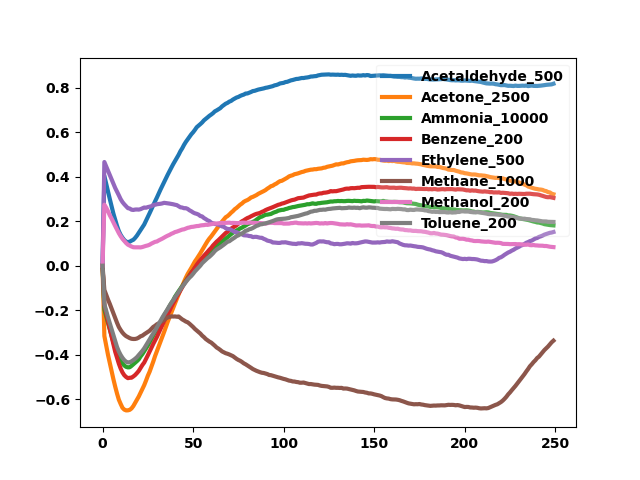 Acetaldehyde_500
Acetone_2500
Ammonia_10000
Benzene_200
Ethylene_500
Methane_1000
Methanol_200
Toluene_200
0.8
0.6
0.4
0.2
0.0
−0.2
−0.4
−0.6
0 50 100 150 200 250